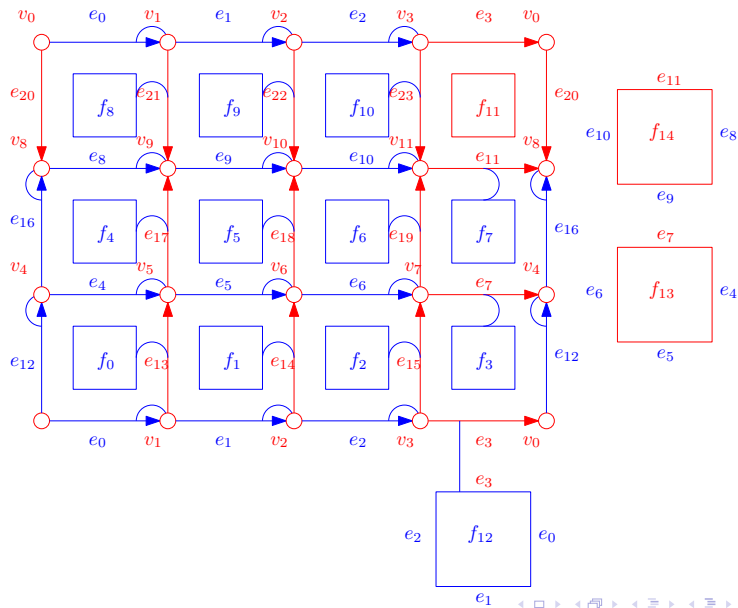 v0 e0 v1 e1 v2 e2 v3 e3 v0
e20 f8 e21 f9 e22 f10 e23 f11 e20 e11
e10 f14 e8
v8 v9 v10 v11 v8
e8 e9 e10 e11 e9
e16 f4 e17 f5 e18 f6 e19 f7 e16
e7
v4 v5 v6 v7 v4
e4 e5 e6 e7 e6 f13 e4
e12 f0 e13 f1 e14 f2 e15 f3 e12 e5
e0 v1 e1 v2 e2 v3 e3 v0
e3
e2 f12 e0
e1